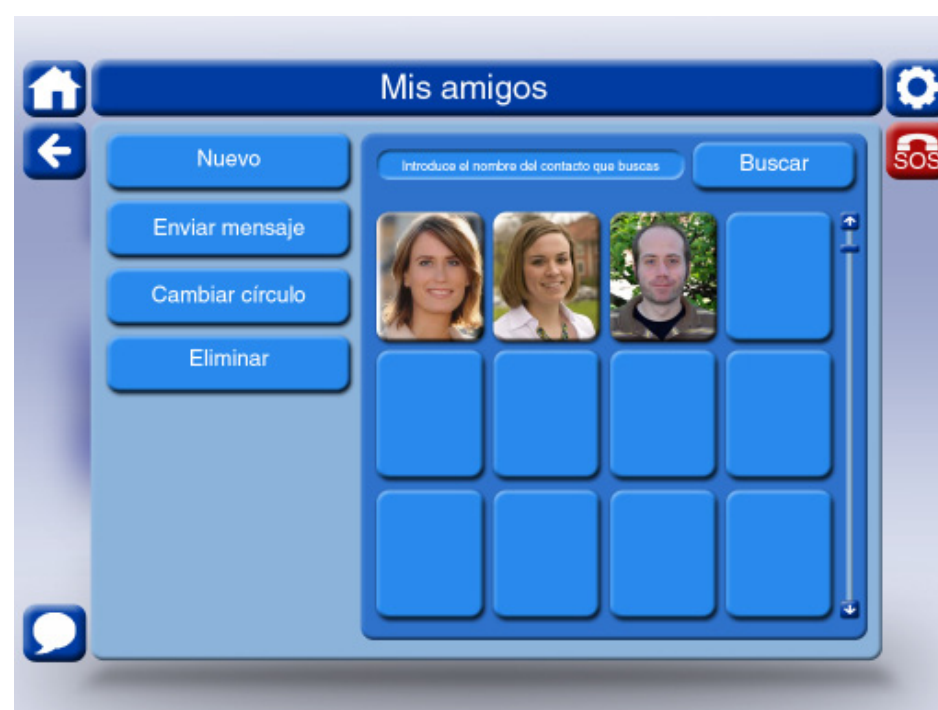 Mis amigos
Nuevo
Introduce el nombre del contacto que buscas
Buscar
SOS
Enviar mensaje
Cambiar círculo
Eliminar